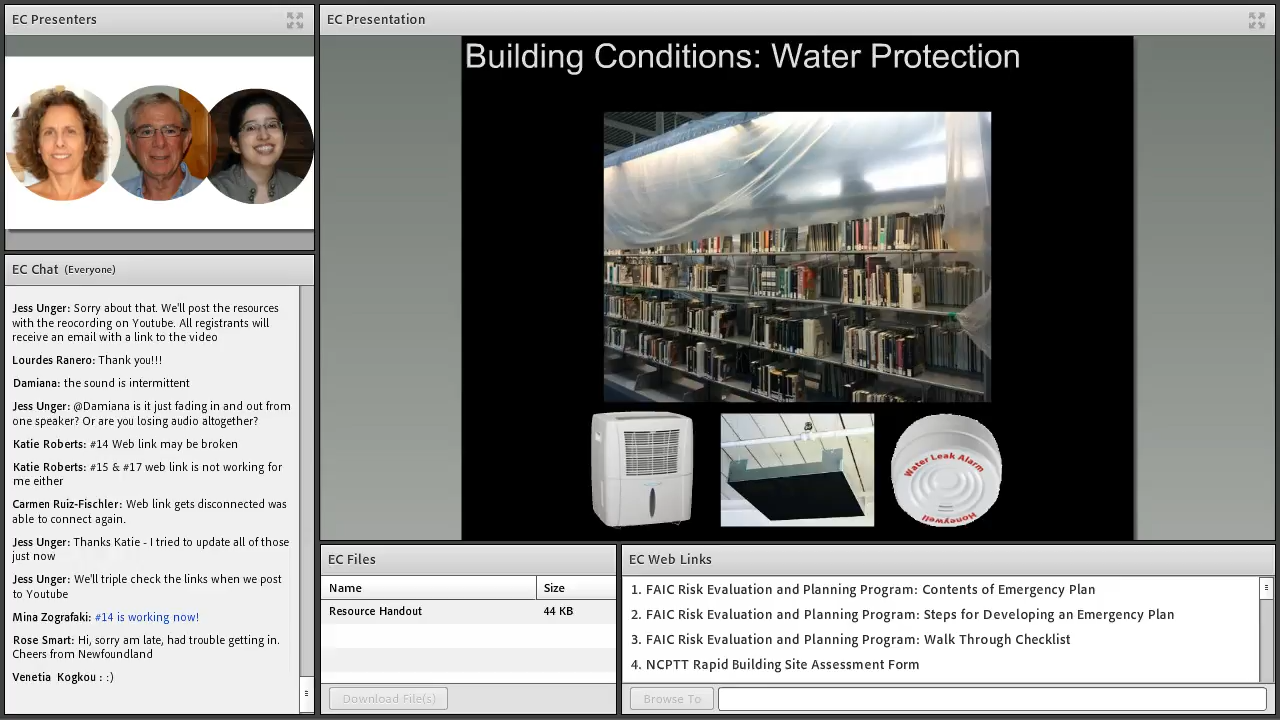 EC Presenters
EC Presentation
Building Conditions: Water Protection
Water Leak Alarm
Honeywell
EC Chat (Everyone)
Jess Unger: Sorry about that. We'll post the resources
with the reocording on Youtube. All registrants will
receive an email with a link to the video
Lourdes Ranero: Thank you!!!
Damiana: the sound is intermittent
Jess Unger: @Damiana is it just fading in and out from
one speaker? Or are you losing audio altogether?
Katie Roberts: #14 Web link may be broken
Katie Roberts: #15 & #17 web link is not working for
me either
Carmen Ruiz-Fischler: Web link gets disconnected was
able to connect again.
Jess Unger: Thanks Katie - I tried to update all of those
just now
Jess Unger: We'll triple check the links when we post
to Youtube
Mina Zografaki: #14 is working now!
Rose Smart: Hi, sorry am late, had trouble getting in.
Cheers from Newfoundland
Venetia Kogkou : :)
EC Files
Name Size
Resource Handout 44 KB
Download File(s)
EC Web Links
1. FAIC Risk Evaluation and Planning Program: Contents of Emergency Plan
2. FAIC Risk Evaluation and Planning Program: Steps for Developing an Emergency Plan
3. FAIC Risk Evaluation and Planning Program: Walk Through Checklist
4. NCPTT Rapid Building Site Assessment Form
Browse To